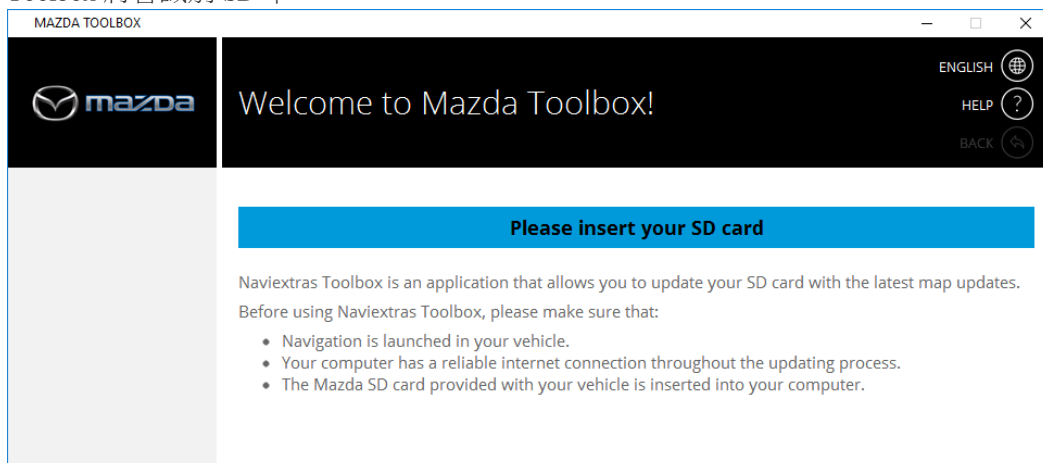 MAZDA TOOLBOX
ENGLISH
mazda
Welcome to Mazda Toolbox!
HELP
?
BACK
Please insert your SD card
Naviextras Toolbox is an application that allows you to update your SD card with the latest map updates.
Before using Naviextras Toolbox, please make sure that:
• Navigation is launched in your vehicle.
• Your computer has a reliable internet connection throughout the updating process.
• The Mazda SD card provided with your vehicle is inserted into your computer.